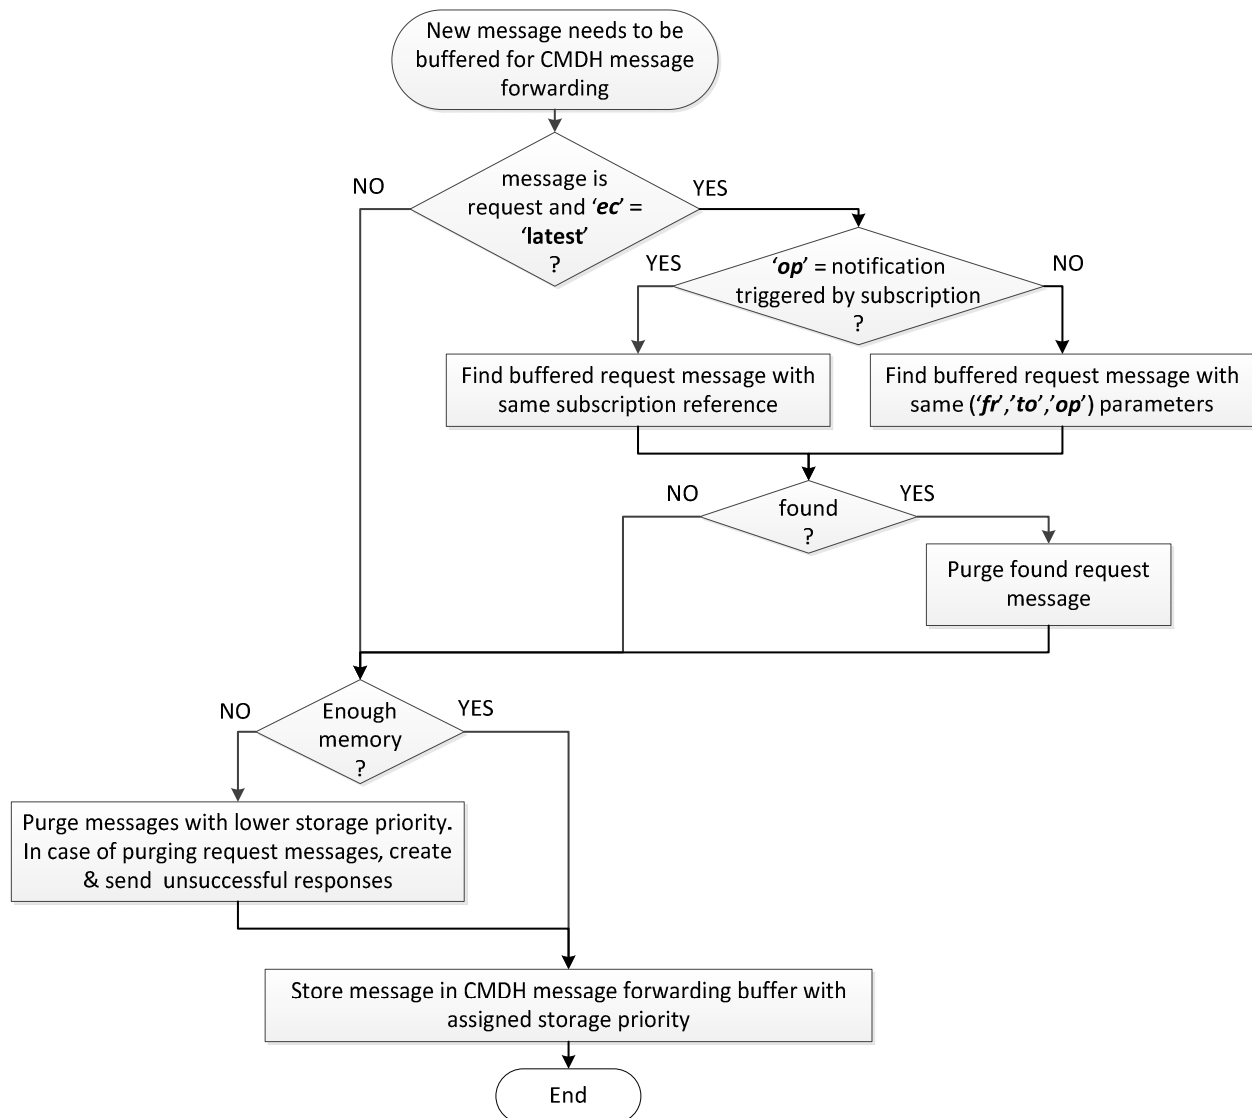 New message needs to be
buffered for CMDH message
forwarding
message is
request and ‘ec’ =
‘latest’
?
NO
YES
‘op’ = notification
triggered by subscription
?
YES
NO
Find buffered request message with
same subscription reference
Find buffered request message with
same (‘fr’,’to’,’op’) parameters
found
?
NO
YES
Purge found request
message
Enough
memory
?
NO
YES
Purge messages with lower storage priority.
In case of purging request messages, create
& send unsuccessful responses
Store message in CMDH message forwarding buffer with
assigned storage priority
End